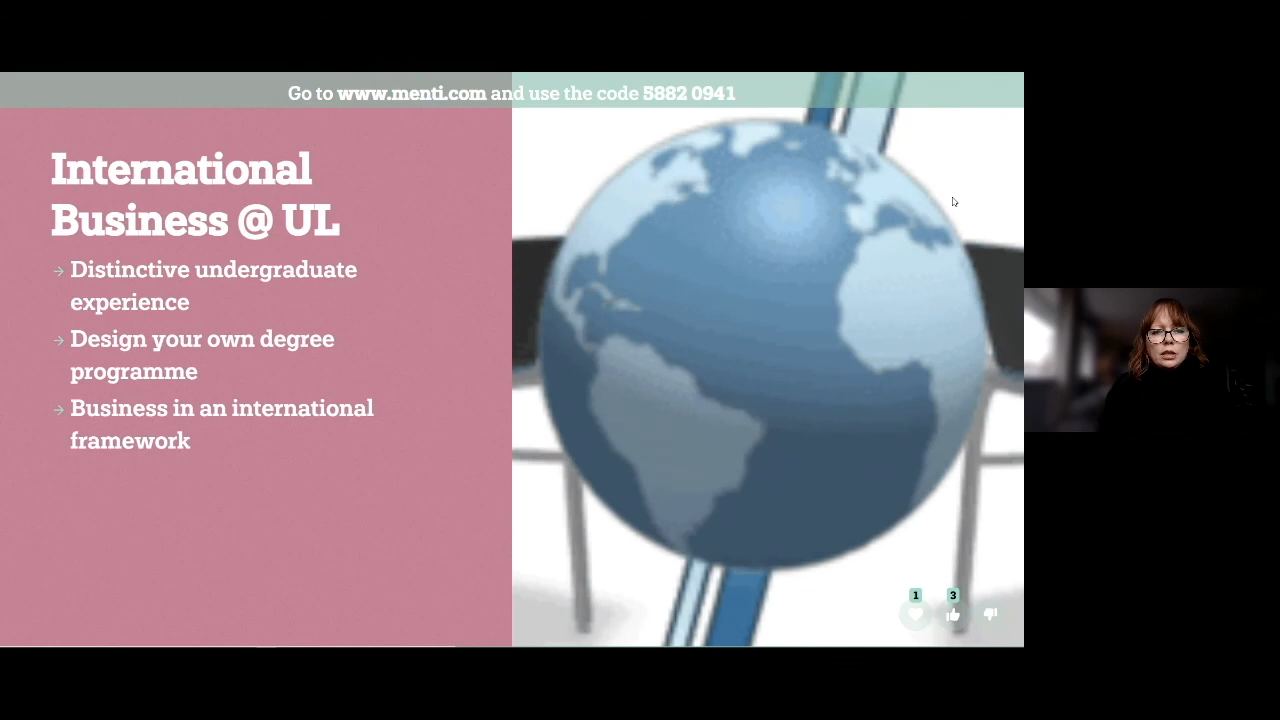 Go to www.menti.com and use the code 5882 0941
International
Business @ UL
→ Distinctive undergraduate
experience
→ Design your own degree
programme
→ Business in an international
framework
1 3